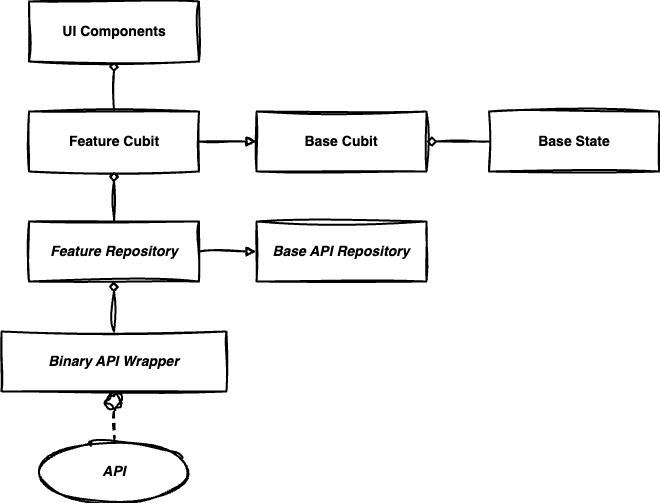 UI Components
Feature Cubit
Base Cubit
Base State
Feature Repository
Base API Repository
Binary API Wrapper
API